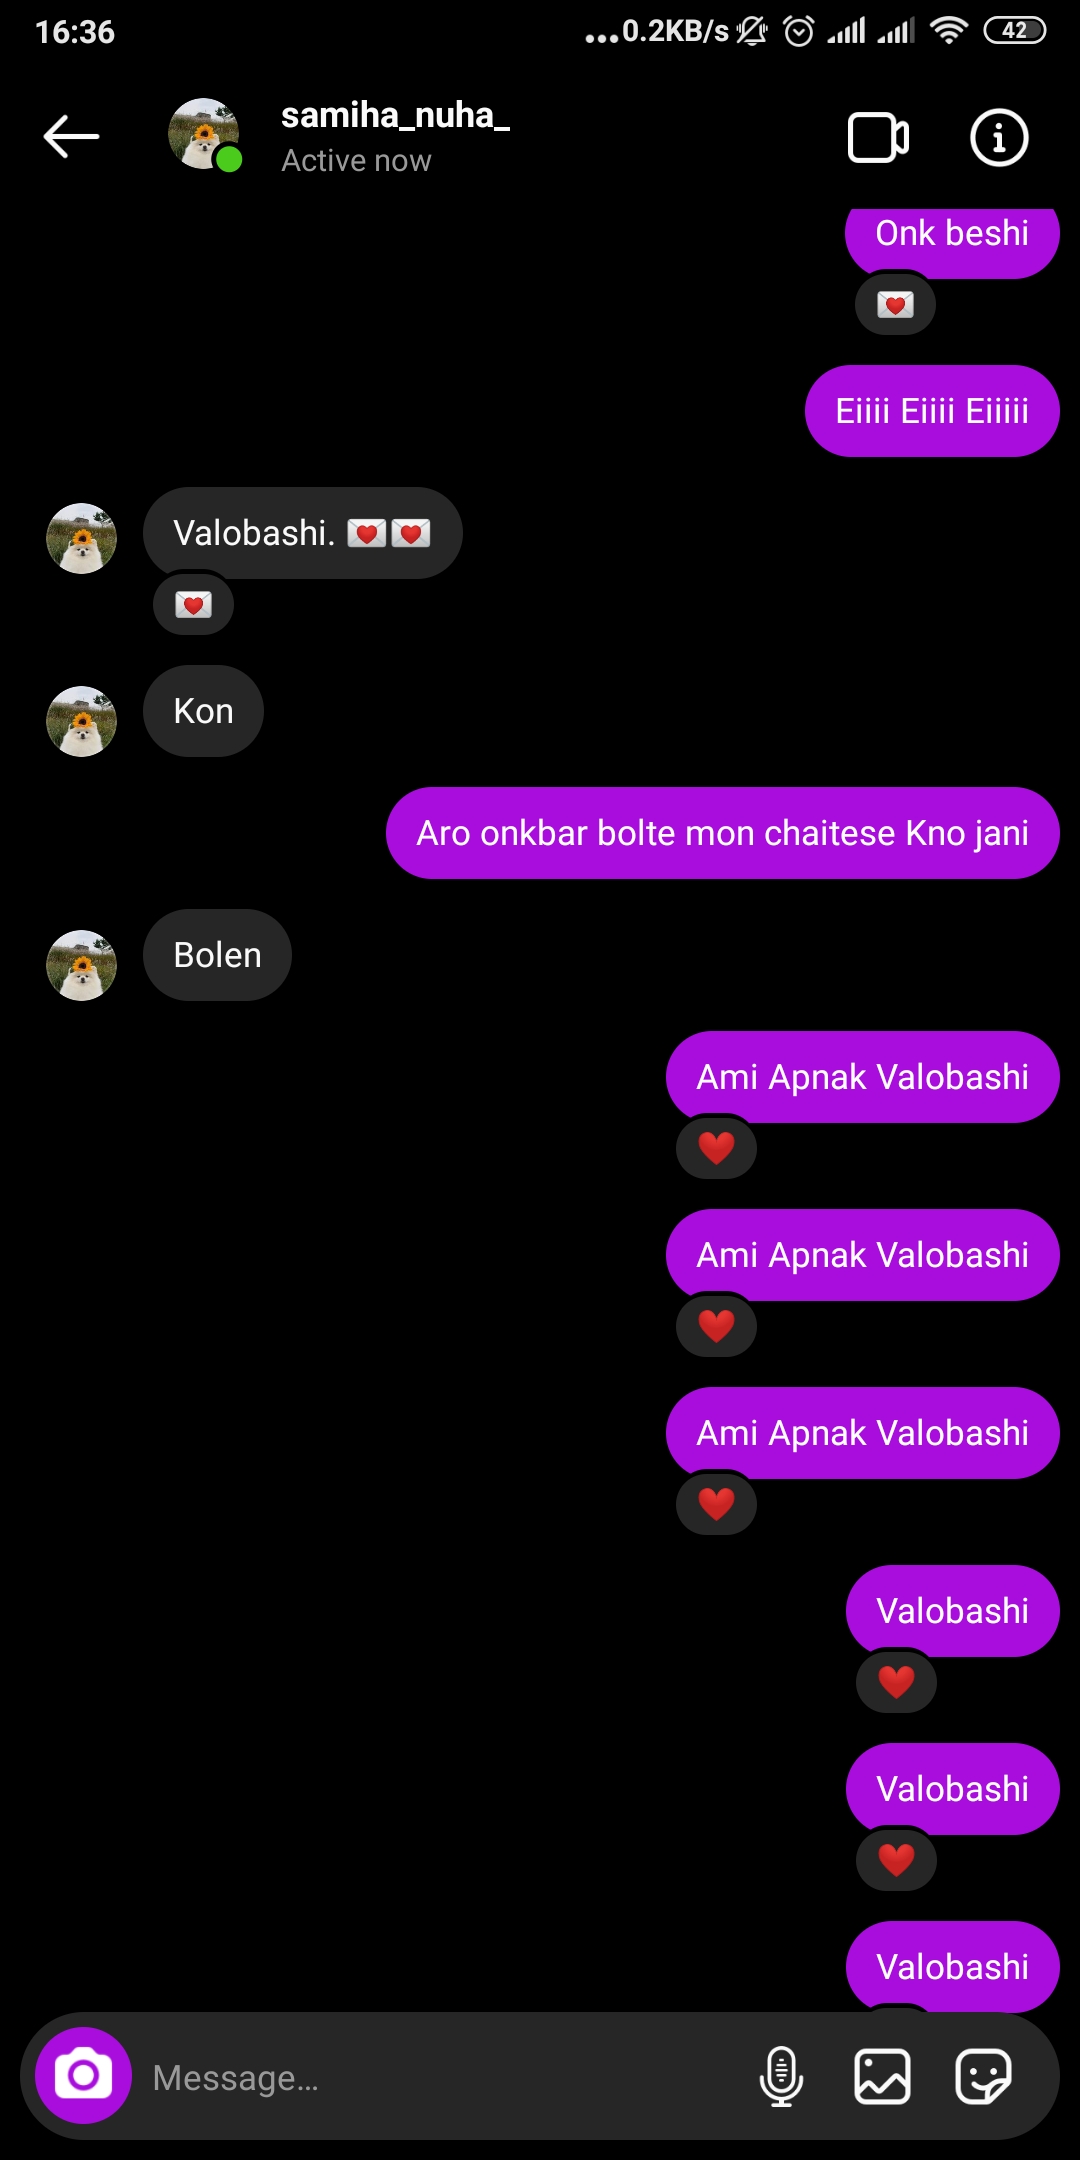 16:36
...0.2KB/s 42
samiha_nuha_
Active now
Onk beshi
Eiiii Eiiii Eiiiii
Valobashi. 💌💌
Kon
Aro onkbar bolte mon chaitese Kno jani
Bolen
Ami Apnak Valobashi
Ami Apnak Valobashi
Ami Apnak Valobashi
Valobashi
Valobashi
Valobashi
Message...